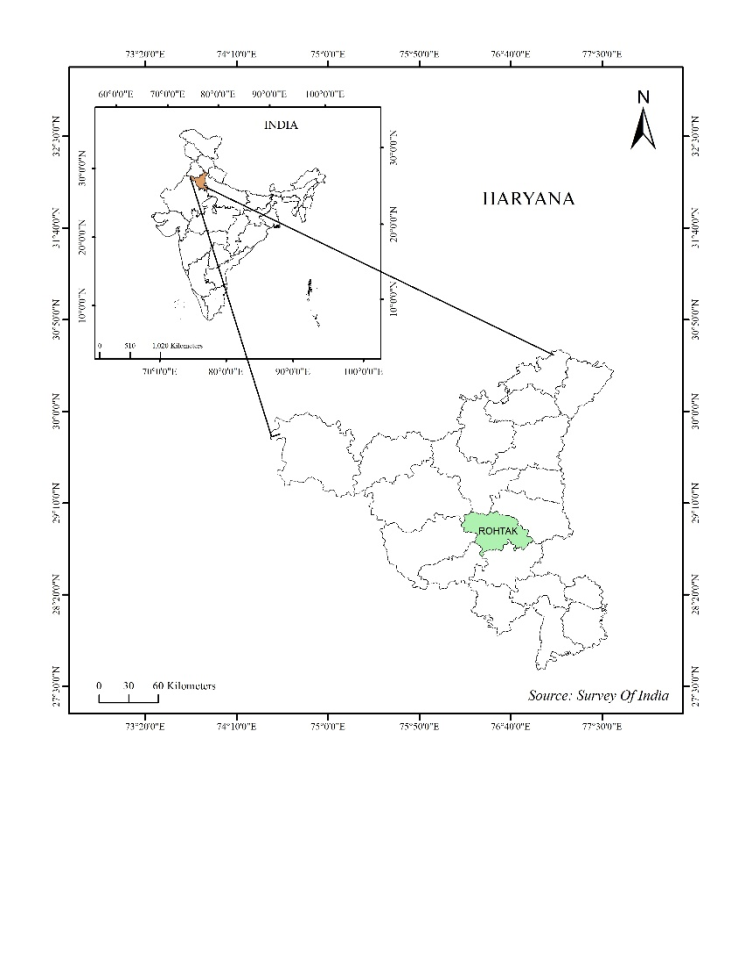 73°20'0"E 74°10'0"E 75°0'0"E 75°50'0"E 76°40'0"E 77°30'0"E
60°0'0"E 70°0'0"E 80°0'0"E 90°0'0"E 100°0'0"E
INDIA
N
HARYANA
32°30'0"N
31°40'0"N
30°50'0"N
30°0'0"N
29°10'0"N
28°20'0"N
27°30'0"N
30°0'0"N
20°0'0"N
10°0'0"N
30°0'0"N
20°0'0"N
10°0'0"N
0 510 1,020 Kilometers
70°0'0"E 80°0'0"E 90°0'0"E 100°0'0"E
32°30'0"N
31°40'0"N
30°50'0"N
30°0'0"N
29°10'0"N
28°20'0"N
27°30'0"N
ROHTAK
0 30 60 Kilometers
Source: Survey Of India
73°20'0"E 74°10'0"E 75°0'0"E 75°50'0"E 76°40'0"E 77°30'0"E